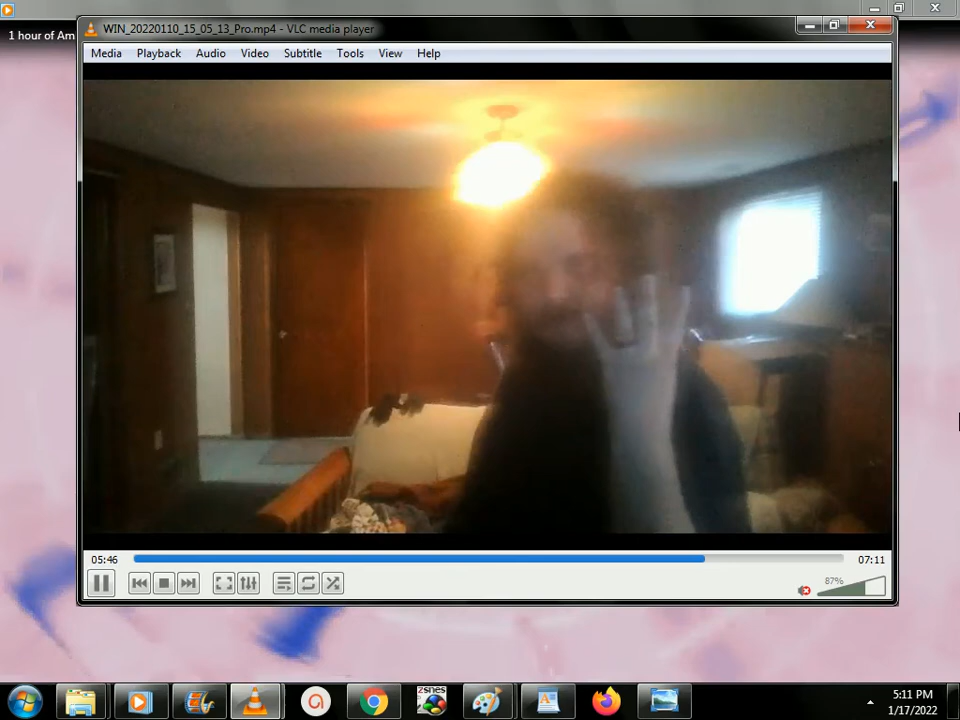 1 hour of Am
WIN_20220110_15_05_13_Pro.mp4 - VLC media player
Media Playback Audio Video Subtitle Tools View Help
05:46
07:11
87%
zsnes
5:11 PM
1/17/2022